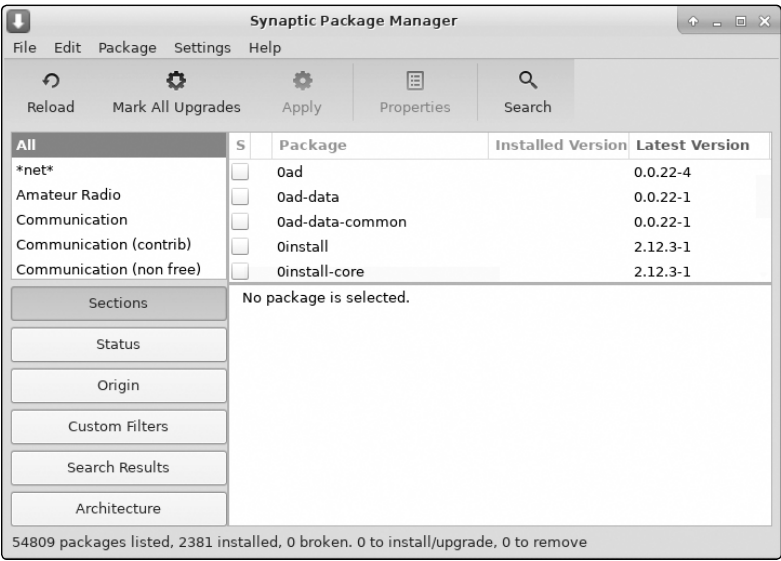 Synaptic Package Manager
File Edit Package Settings Help
Reload Mark All Upgrades Apply Properties Search
All
*net*
Amateur Radio
Communication
Communication (contrib)
Communication (non free)
S Package Installed Version Latest Version
0ad 0.0.22-4
0ad-data 0.0.22-1
0ad-data-common 0.0.22-1
0install 2.12.3-1
0install-core 2.12.3-1
Sections
Status
Origin
Custom Filters
Search Results
Architecture
No package is selected.
54809 packages listed, 2381 installed, 0 broken. 0 to install/upgrade, 0 to remove